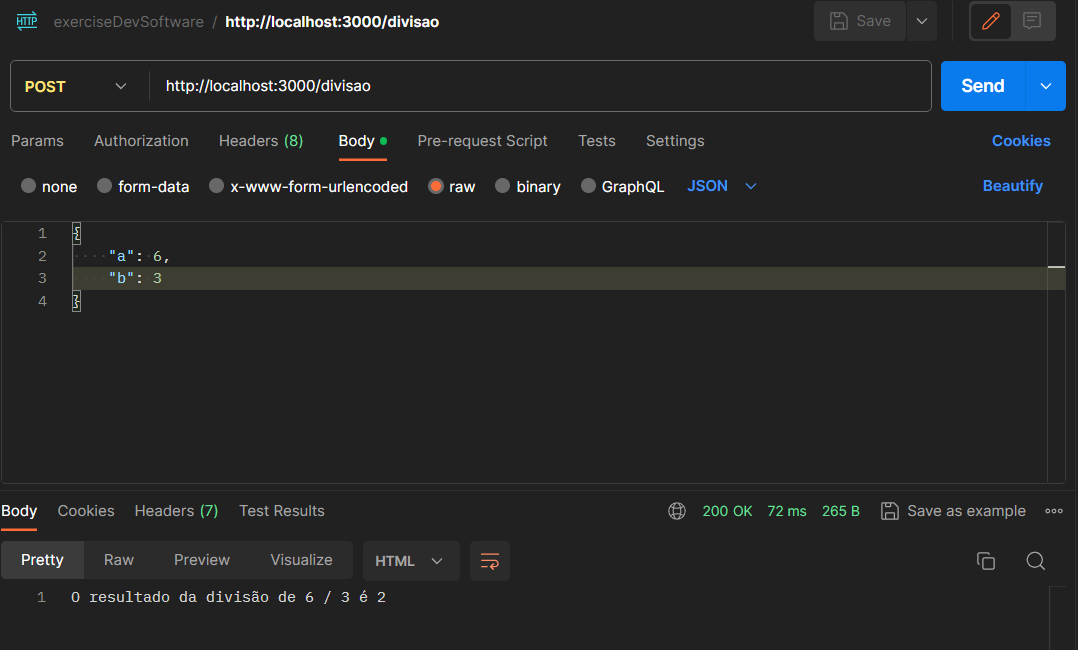 HTTP exerciseDevSoftware / http://localhost:3000/divisao Save
POST http://localhost:3000/divisao Send
Params Authorization Headers (8) Body Pre-request Script Tests Settings Cookies
none form-data x-www-form-urlencoded raw binary GraphQL JSON Beautify
1 {
2 "a": 6,
3 "b": 3
4 }
Body Cookies Headers (7) Test Results 200 OK 72 ms 265 B Save as example
Pretty Raw Preview Visualize HTML
1 O resultado da divisão de 6 / 3 é 2